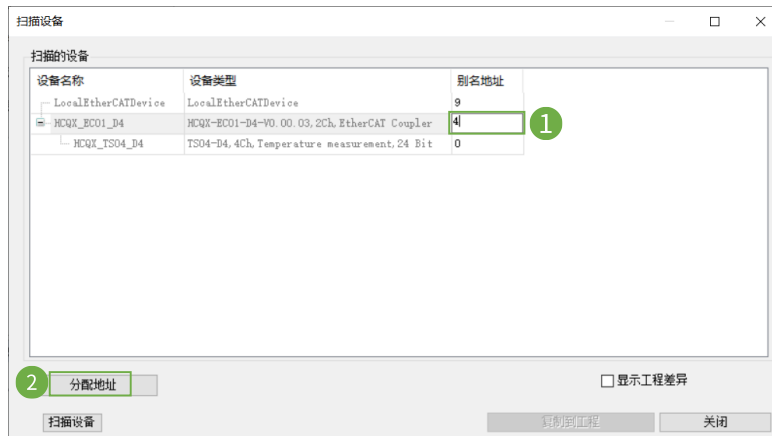 扫描设备
扫描的设备
设备名称 设备类型 别名地址
LocalEtherCATDevice LocalEtherCATDevice 9
HCQX_EC01_D4 HCQX-EC01-D4-V0.00.03,2Ch,EtherCAT Coupler 4 1
HCQX_TS04_D4 TS04-D4,4Ch,Temperature measurement,24 Bit 0
2 分配地址 显示工程差异
扫描设备 复制到工程 关闭